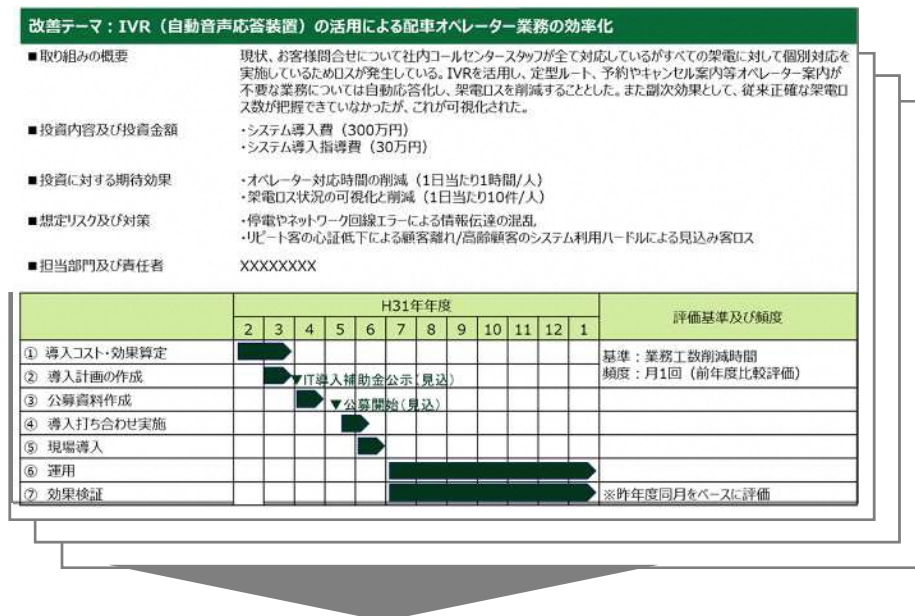 改善テーマ：IVR（自動音声応答装置）の活用による配車オペレーター業務の効率化
■取り組みの概要
現状、お客様問合せについて社内コールセンタースタッフが全て対応しているがすべての架電に対して個別対応を
実施しているためロスが発生している。IVRを活用し、定型ルート、予約やキャンセル案内等オペレーター案内が
不要な業務については自動応答化し、架電ロスを削減することとした。また副次効果として、従来正確な架電ロ
ス数が把握できていなかったが、これが可視化された。
■投資内容及び投資金額
・システム導入費（300万円）
・システム導入指導費（30万円）
■投資に対する期待効果
・オペレーター対応時間の削減（1日当たり1時間/人）
・架電ロス状況の可視化と削減（1日当たり10件/人）
■想定リスク及び対策
・停電やネットワーク回線エラーによる情報伝達の混乱
・リピート客の心証低下による顧客離れ/高齢顧客のシステム利用ハードルによる見込み客ロス
■担当部門及び責任者
XXXXXXXX
H31年年度
評価基準及び頻度
2 3 4 5 6 7 8 9 10 11 12 1
① 導入コスト・効果算定
基準：業務工数削減時間
② 導入計画の作成
▼IT導入補助金公示（見込）
頻度：月1回（前年度比較評価）
③ 公募資料作成
▼公募開始（見込）
④ 導入打ち合わせ実施
⑤ 現場導入
⑥ 運用
⑦ 効果検証
※昨年度同月をベースに評価